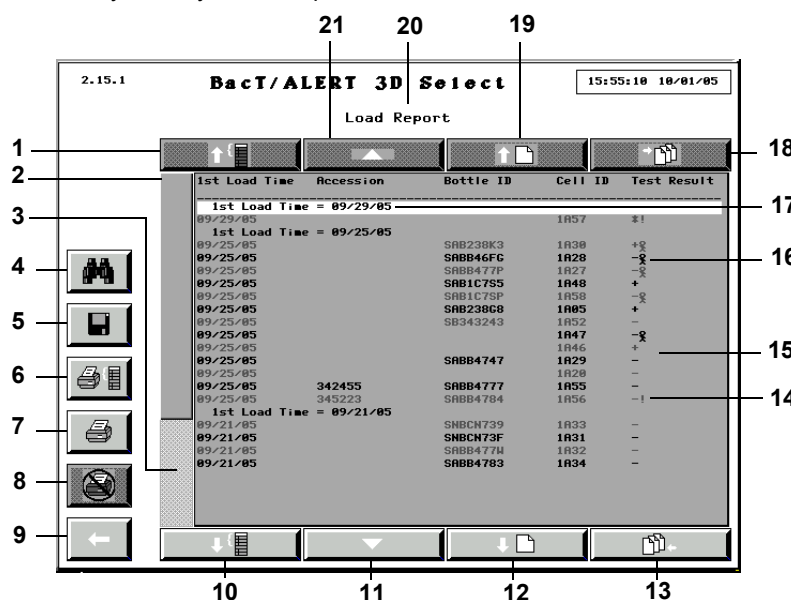 21 20 19
2.15.1 BacT/ALERT 3D Select 15:55:10 10/01/05
Load Report
1 18
2 1st Load Time Accession Bottle ID Cell ID Test Result
1st Load Time = 09/29/05 17
3 09/29/05 1A57 *!
1st Load Time = 09/25/05
09/25/05 SAB238K3 1A30 +
4 09/25/05 SABB46FG 1A28 - 16
09/25/05 SABB477P 1A27 -
09/25/05 SAB1C7S5 1A48 +
09/25/05 SAB1C7SP 1A58 -
5 09/25/05 SAB238G8 1A05 +
09/25/05 SB343243 1A52 -
09/25/05 1A47 -
09/25/05 1A46 + 15
6 09/25/05 SABB4747 1A29 -
09/25/05 1A20 -
09/25/05 342455 SABB4777 1A55 -
09/25/05 345223 SABB4784 1A56 -! 14
1st Load Time = 09/21/05
7 09/21/05 SNBCN739 1A33 -
09/21/05 SNBCN73F 1A31 -
09/21/05 SABB477W 1A32 -
8 09/21/05 SABB4783 1A34 -
9
10 11 12 13